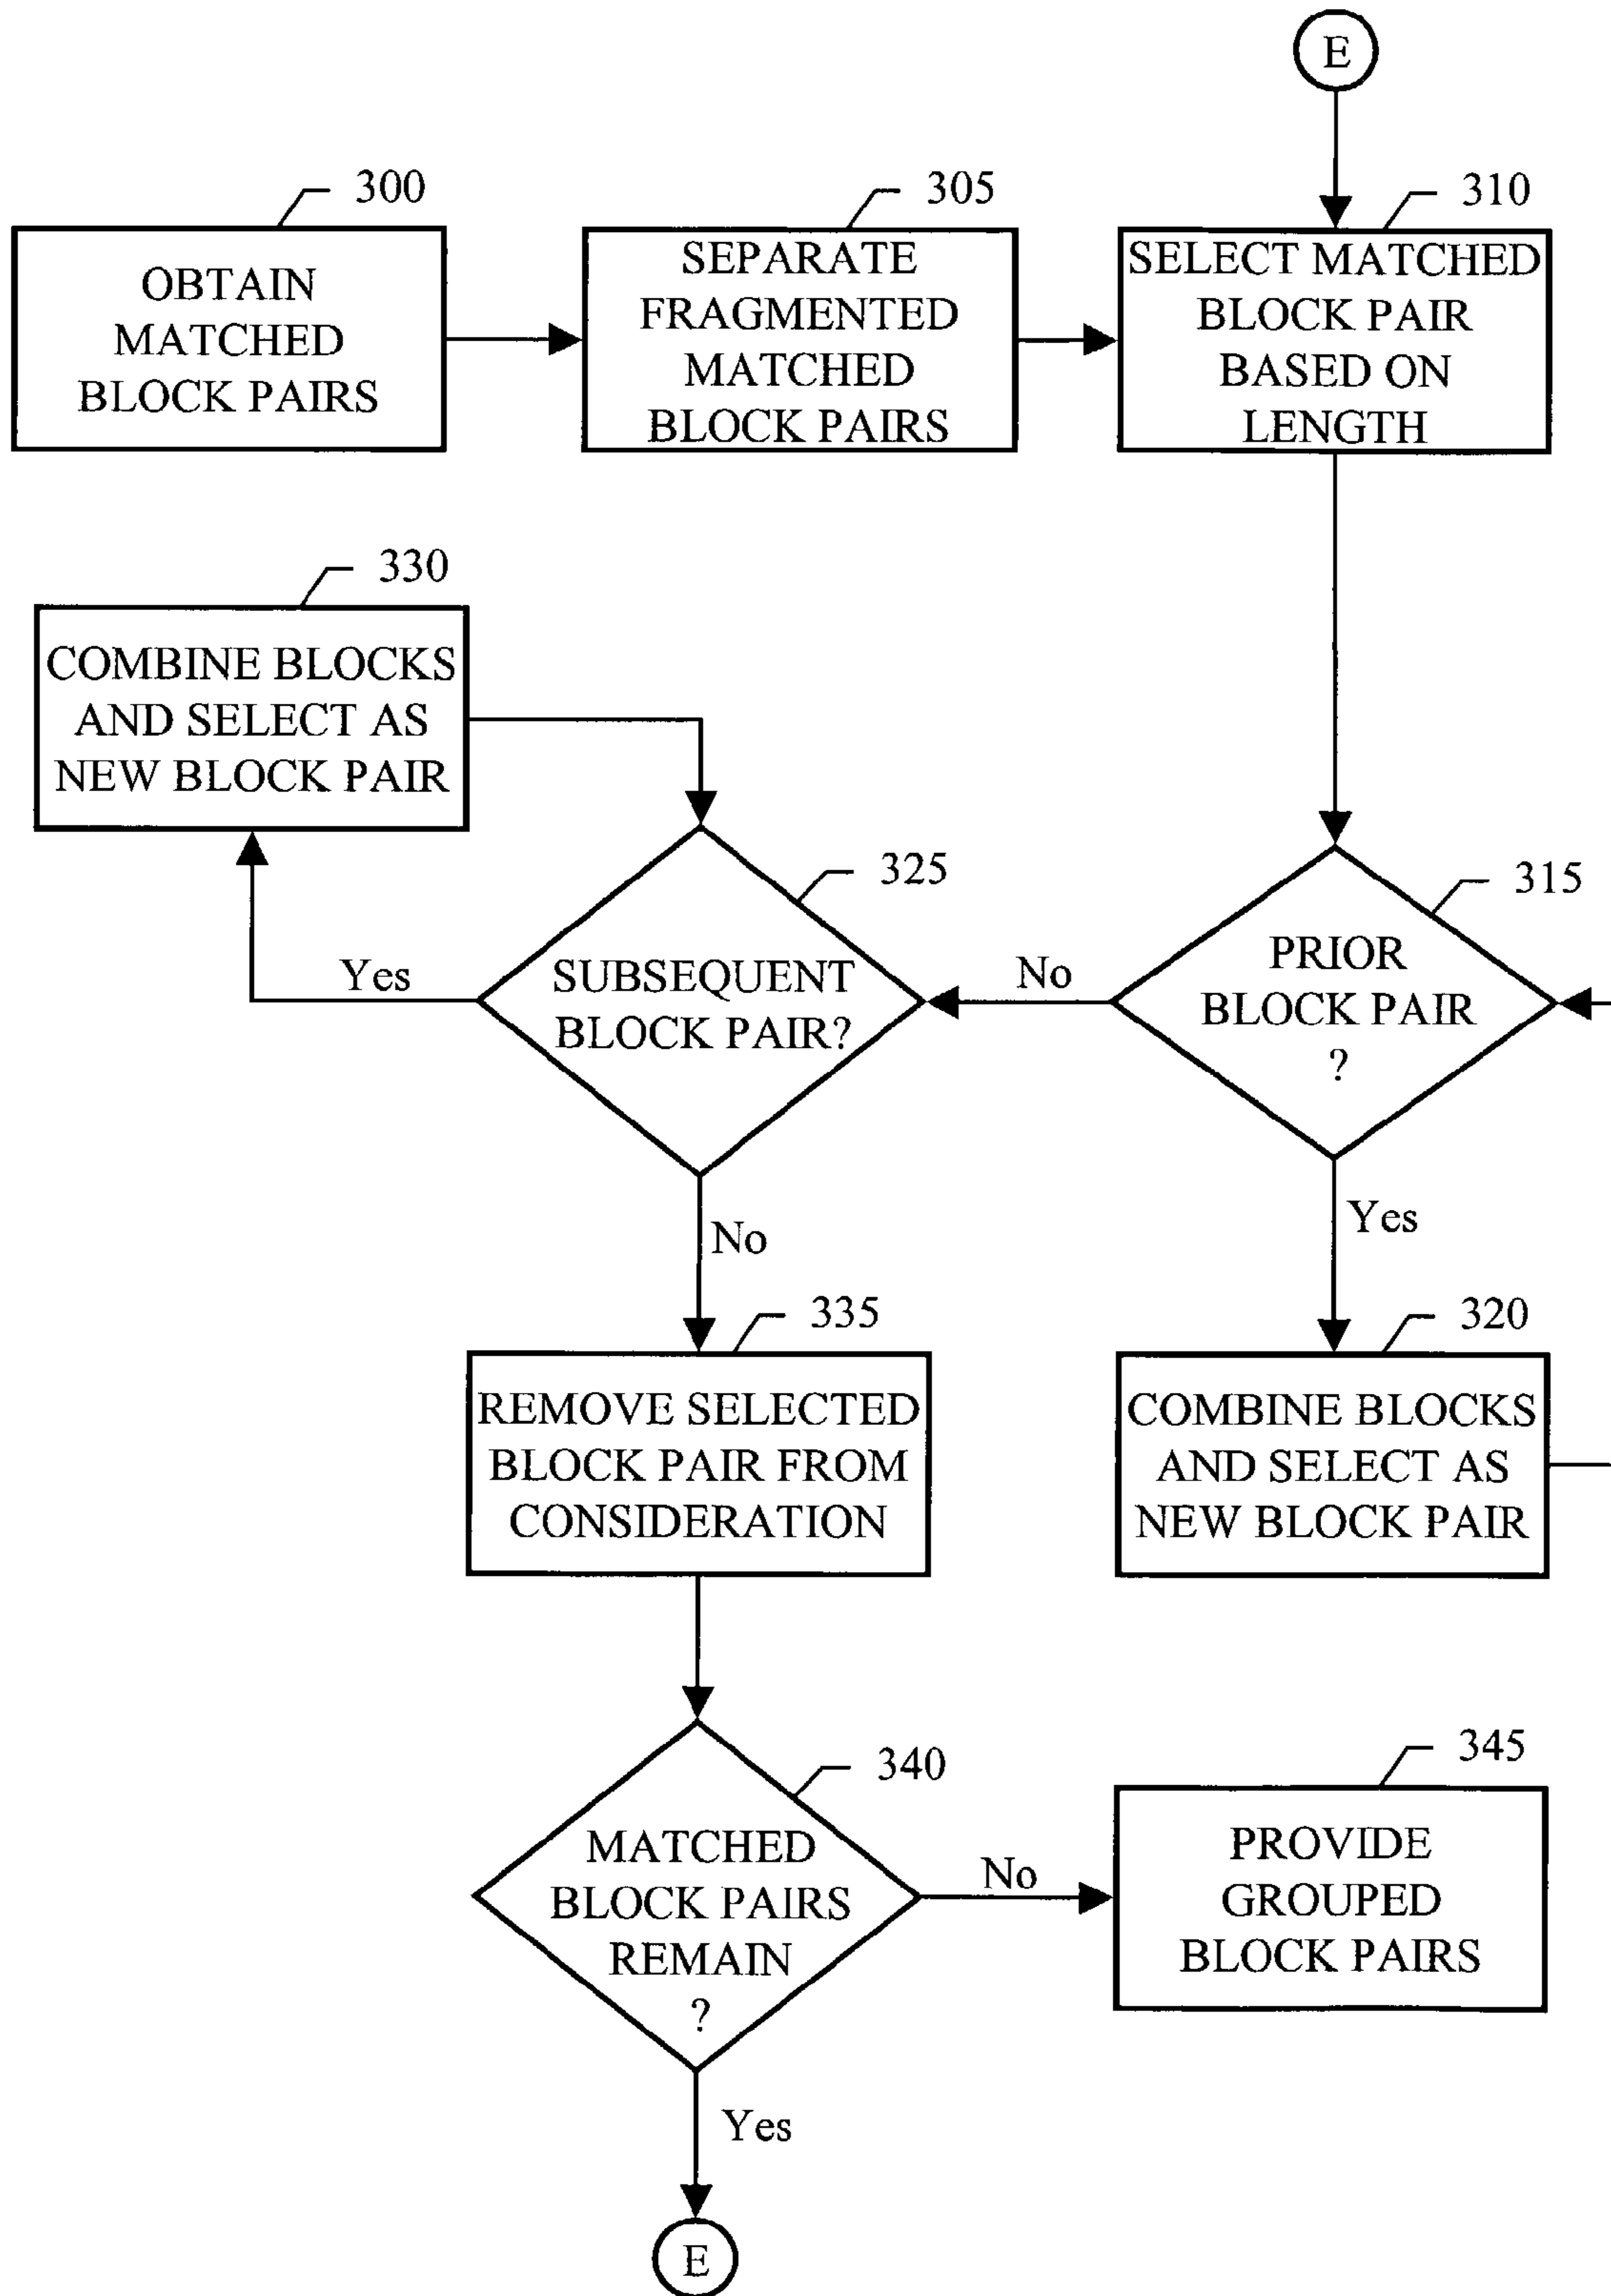 E
300
OBTAIN
MATCHED
BLOCK PAIRS
305
SEPARATE
FRAGMENTED
MATCHED
BLOCK PAIRS
310
SELECT MATCHED
BLOCK PAIR
BASED ON
LENGTH
330
COMBINE BLOCKS
AND SELECT AS
NEW BLOCK PAIR
325
SUBSEQUENT
BLOCK PAIR?
Yes
No
315
PRIOR
BLOCK PAIR
?
No
Yes
335
REMOVE SELECTED
BLOCK PAIR FROM
CONSIDERATION
320
COMBINE BLOCKS
AND SELECT AS
NEW BLOCK PAIR
340
MATCHED
BLOCK PAIRS
REMAIN
?
No
345
PROVIDE
GROUPED
BLOCK PAIRS
Yes
E